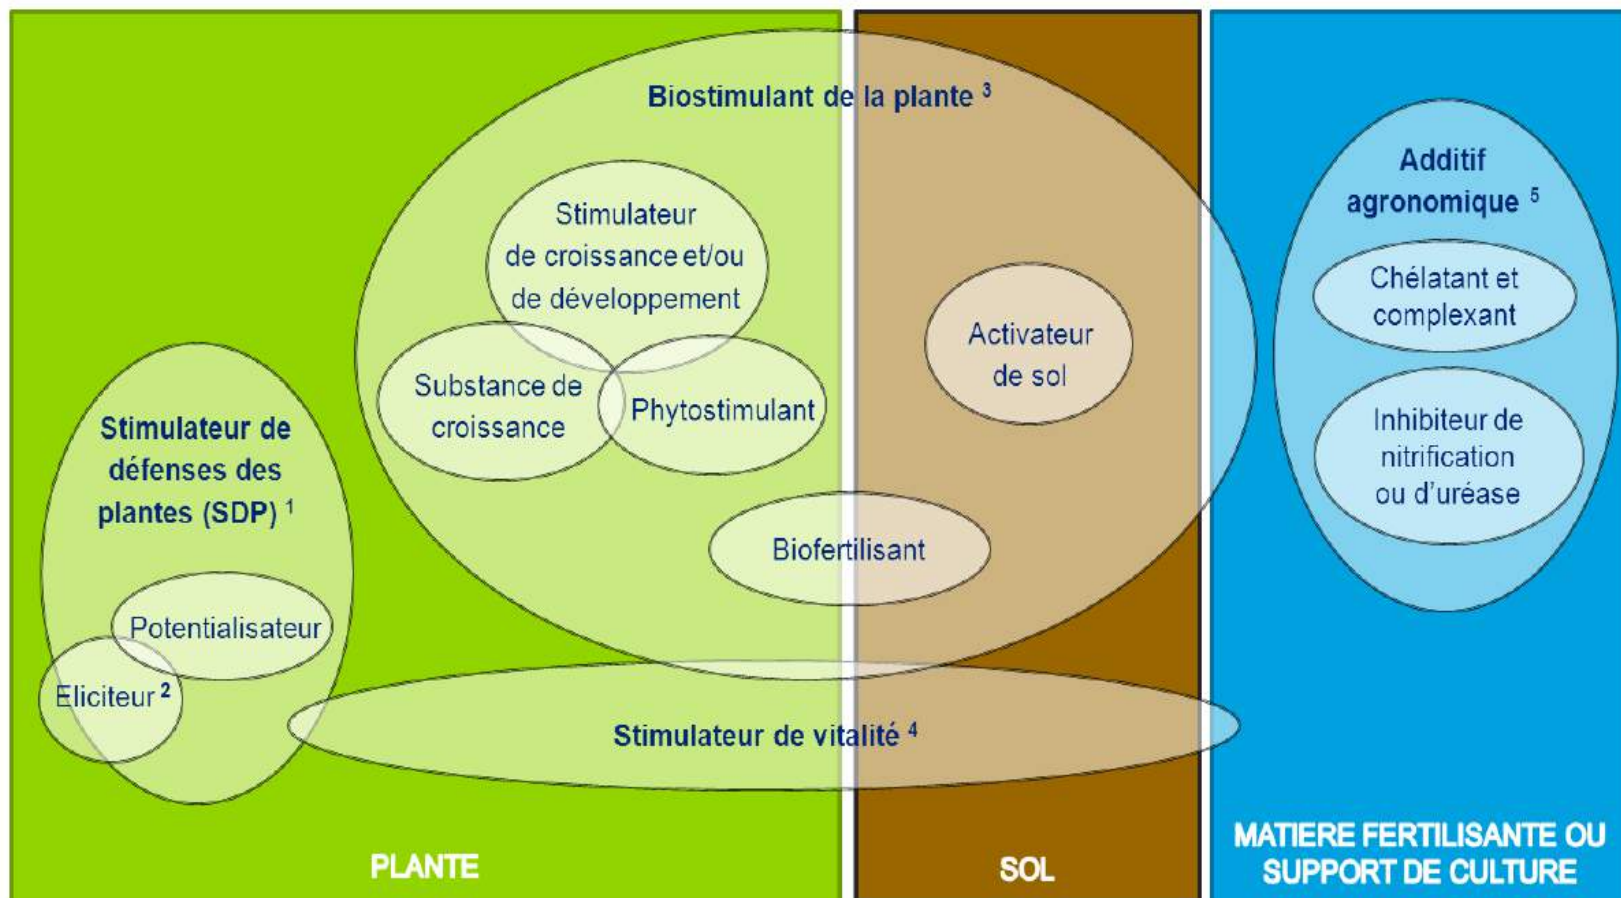 Biostimulant de la plante ³
Stimulateur
de croissance et/ou
de développement
Substance de
croissance
Phytostimulant
Biofertilisant
Activateur
de sol
Additif
agronomique ⁵
Chélatant et
complexant
Inhibiteur de
nitrification
ou d'uréase
Stimulateur de
défenses des
plantes (SDP) ¹
Potentialisateur
Eliciteur ²
Stimulateur de vitalité ⁴
PLANTE
SOL
MATIERE FERTILISANTE OU
SUPPORT DE CULTURE